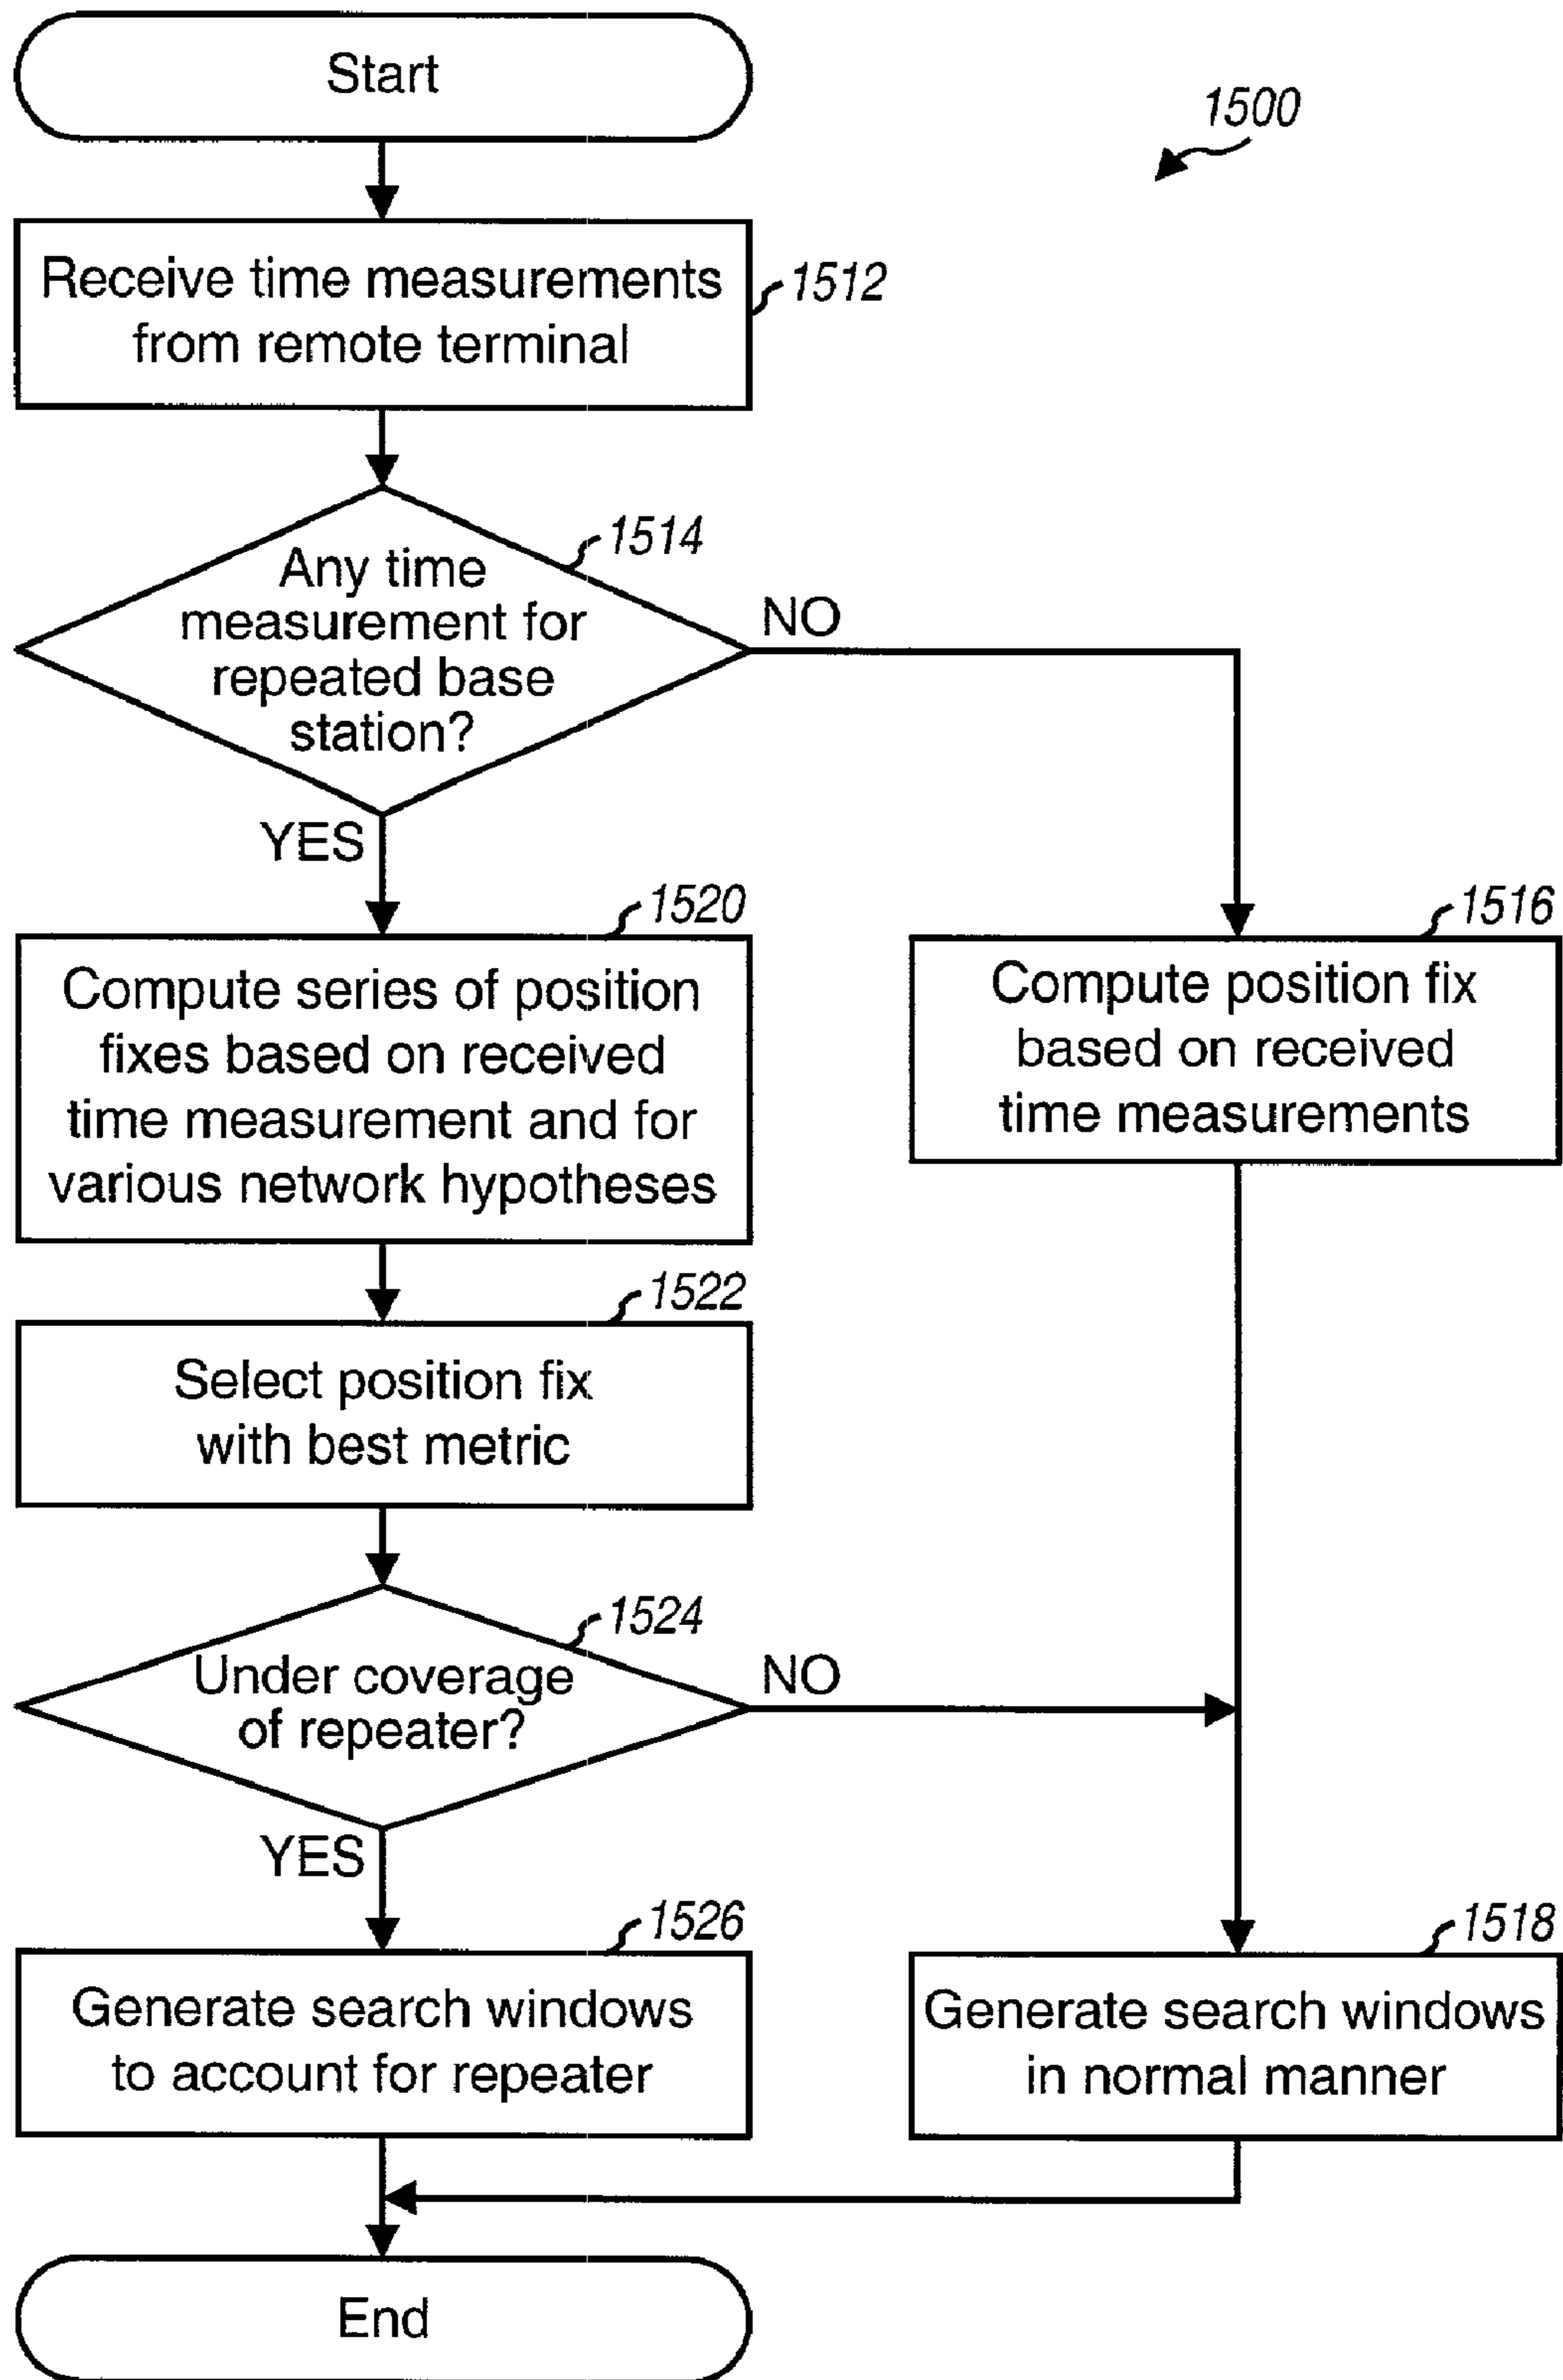 Start
1500
Receive time measurements
from remote terminal
1512
Any time
measurement for
repeated base
station?
1514
NO
YES
1520
Compute series of position
fixes based on received
time measurement and for
various network hypotheses
1516
Compute position fix
based on received
time measurements
1522
Select position fix
with best metric
1524
Under coverage
of repeater?
NO
YES
1526
Generate search windows
to account for repeater
1518
Generate search windows
in normal manner
End